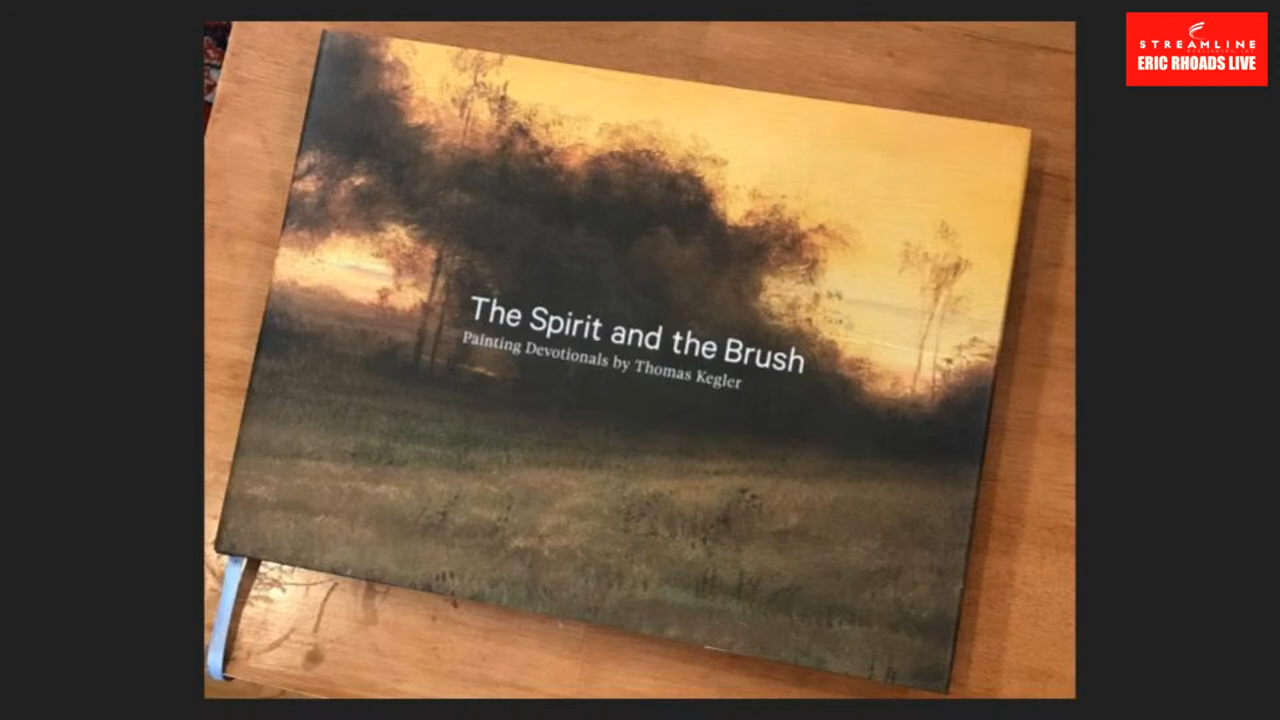 STREAMLINE
ERIC RHOADS LIVE
The Spirit and the Brush
Painting Devotionals by Thomas Kegler